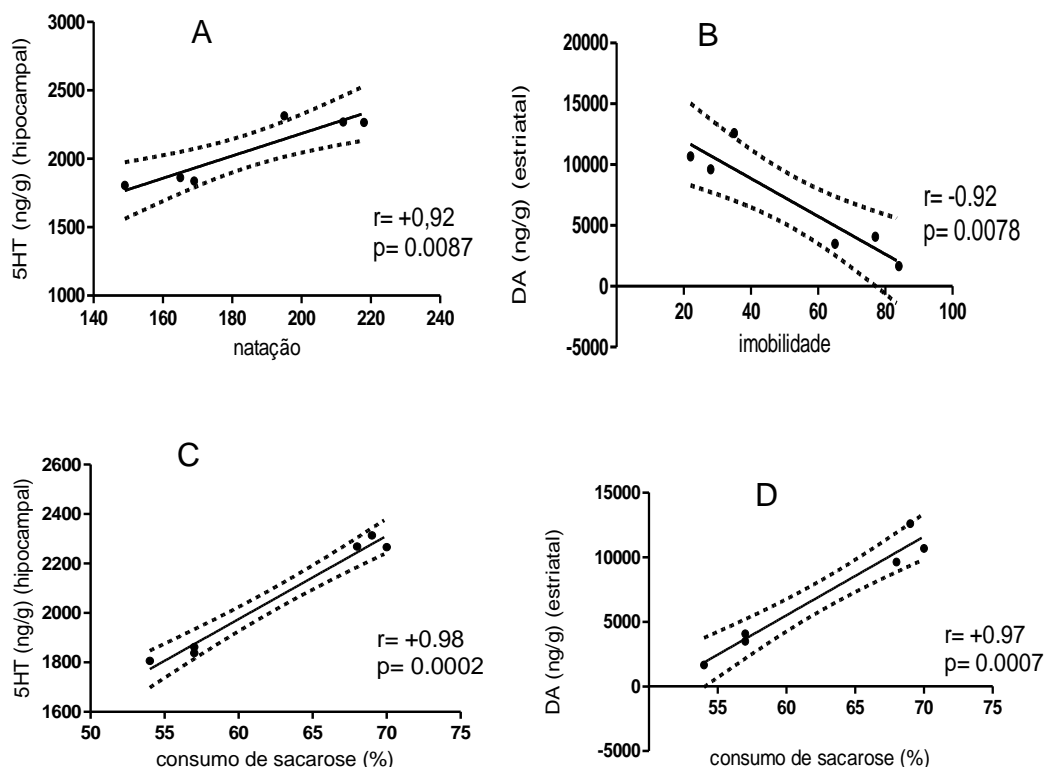 A
5HT (ng/g) (hipocampal)
3000
2500
2000
1500
1000
140 160 180 200 220 240
natação
r= +0,92
p= 0.0087
B
DA (ng/g) (estriatal)
20000
15000
10000
5000
0
-5000
20 40 60 80 100
imobilidade
r= -0.92
p= 0.0078
C
5HT (ng/g) (hipocampal)
2600
2400
2200
2000
1800
1600
50 55 60 65 70 75
consumo de sacarose (%)
r= +0.98
p= 0.0002
D
DA (ng/g) (estriatal)
15000
10000
5000
0
-5000
55 60 65 70 75
consumo de sacarose (%)
r= +0.97
p= 0.0007